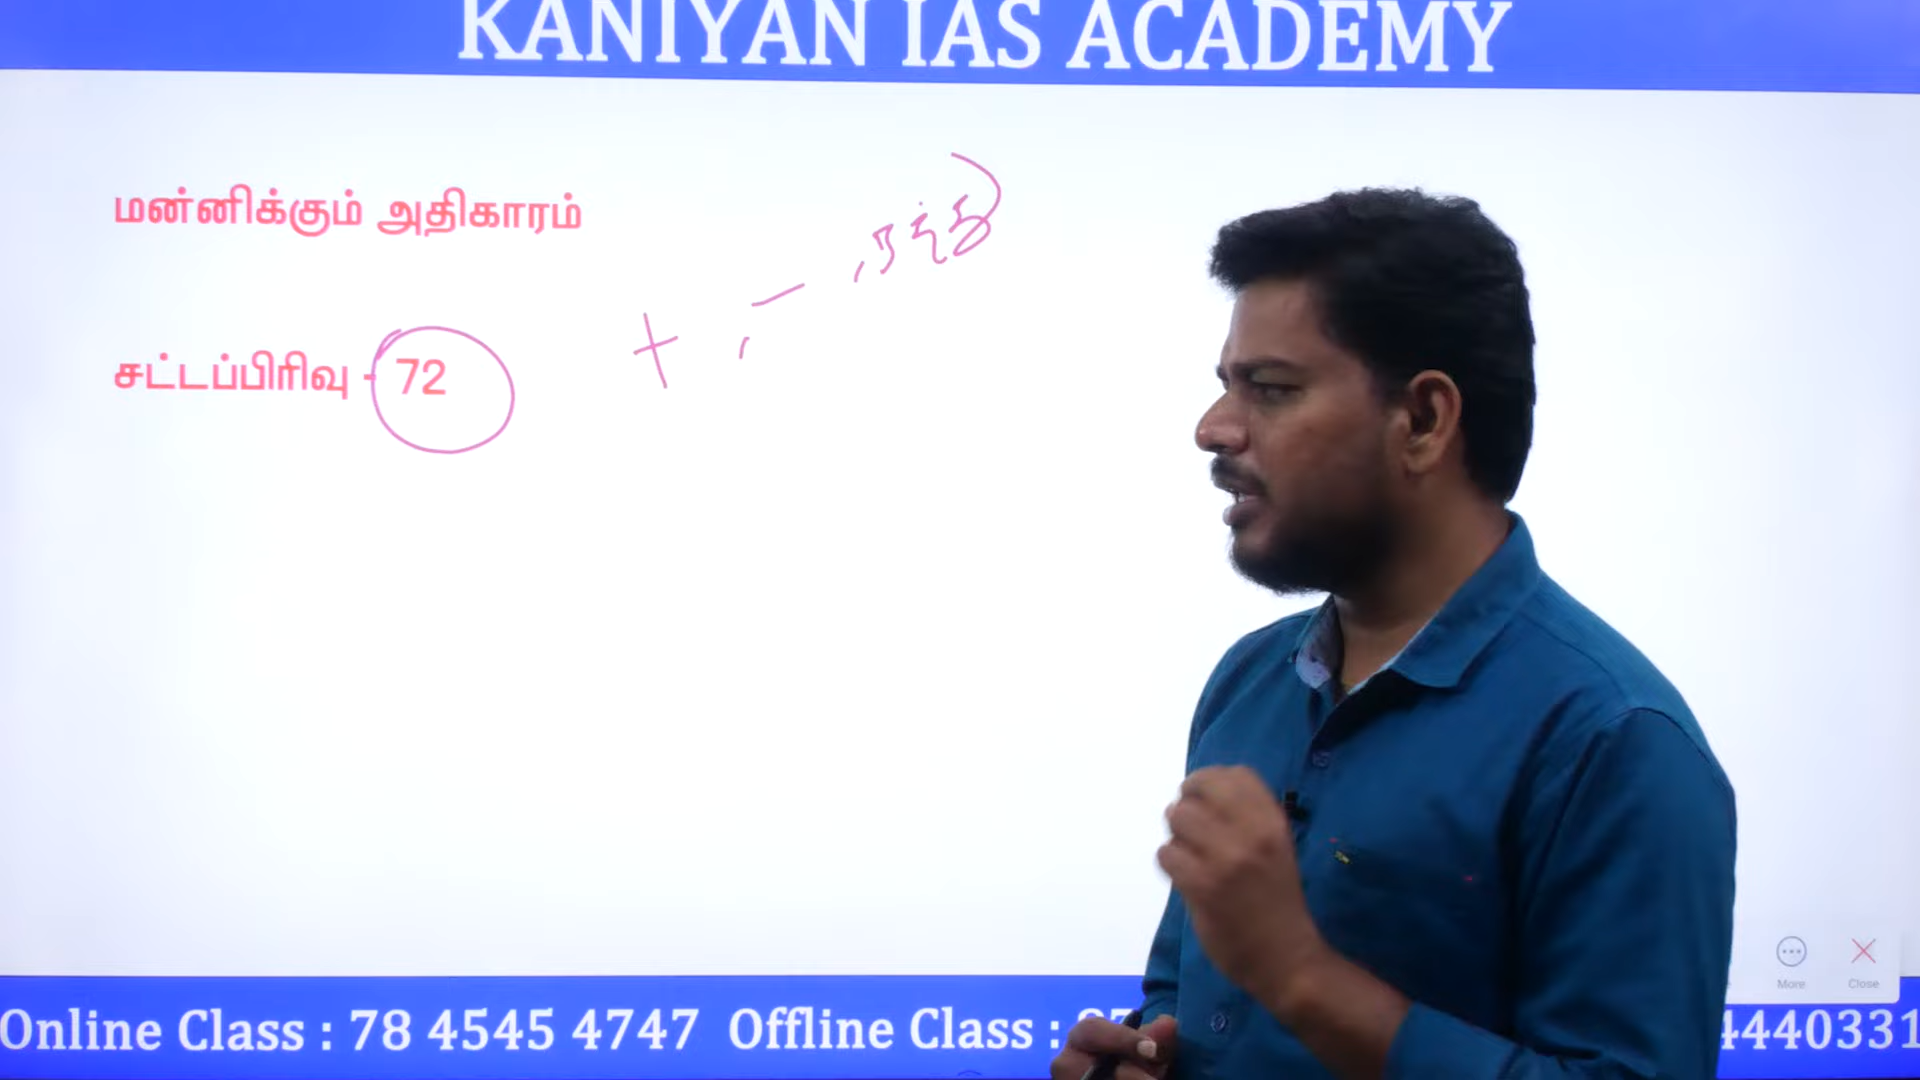 KANIYAN IAS ACADEMY
மன்னிக்கும் அதிகாரம்
சட்டப்பிரிவு - 72
+ , - ,
More
Close
Online Class : 78 4545 4747 Offline Class :
4440331